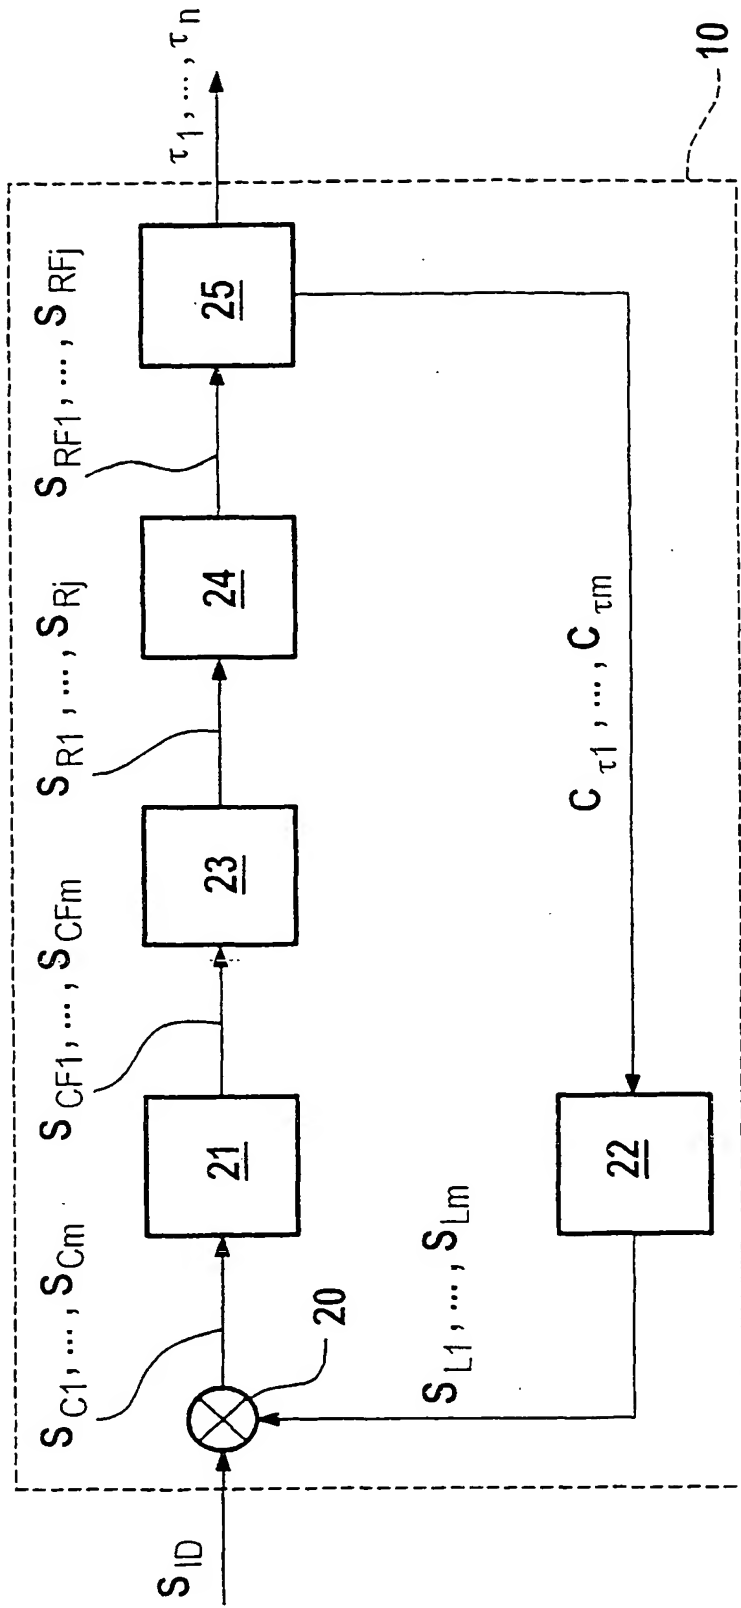 S_ID
S_C1, ..., S_Cm
20
21
S_CF1, ..., S_CFm
23
S_R1, ..., S_Rj
24
S_RF1, ..., S_RFj
25
τ_1, ..., τ_n
10
S_L1, ..., S_Lm
22
C_τ1, ..., C_τm